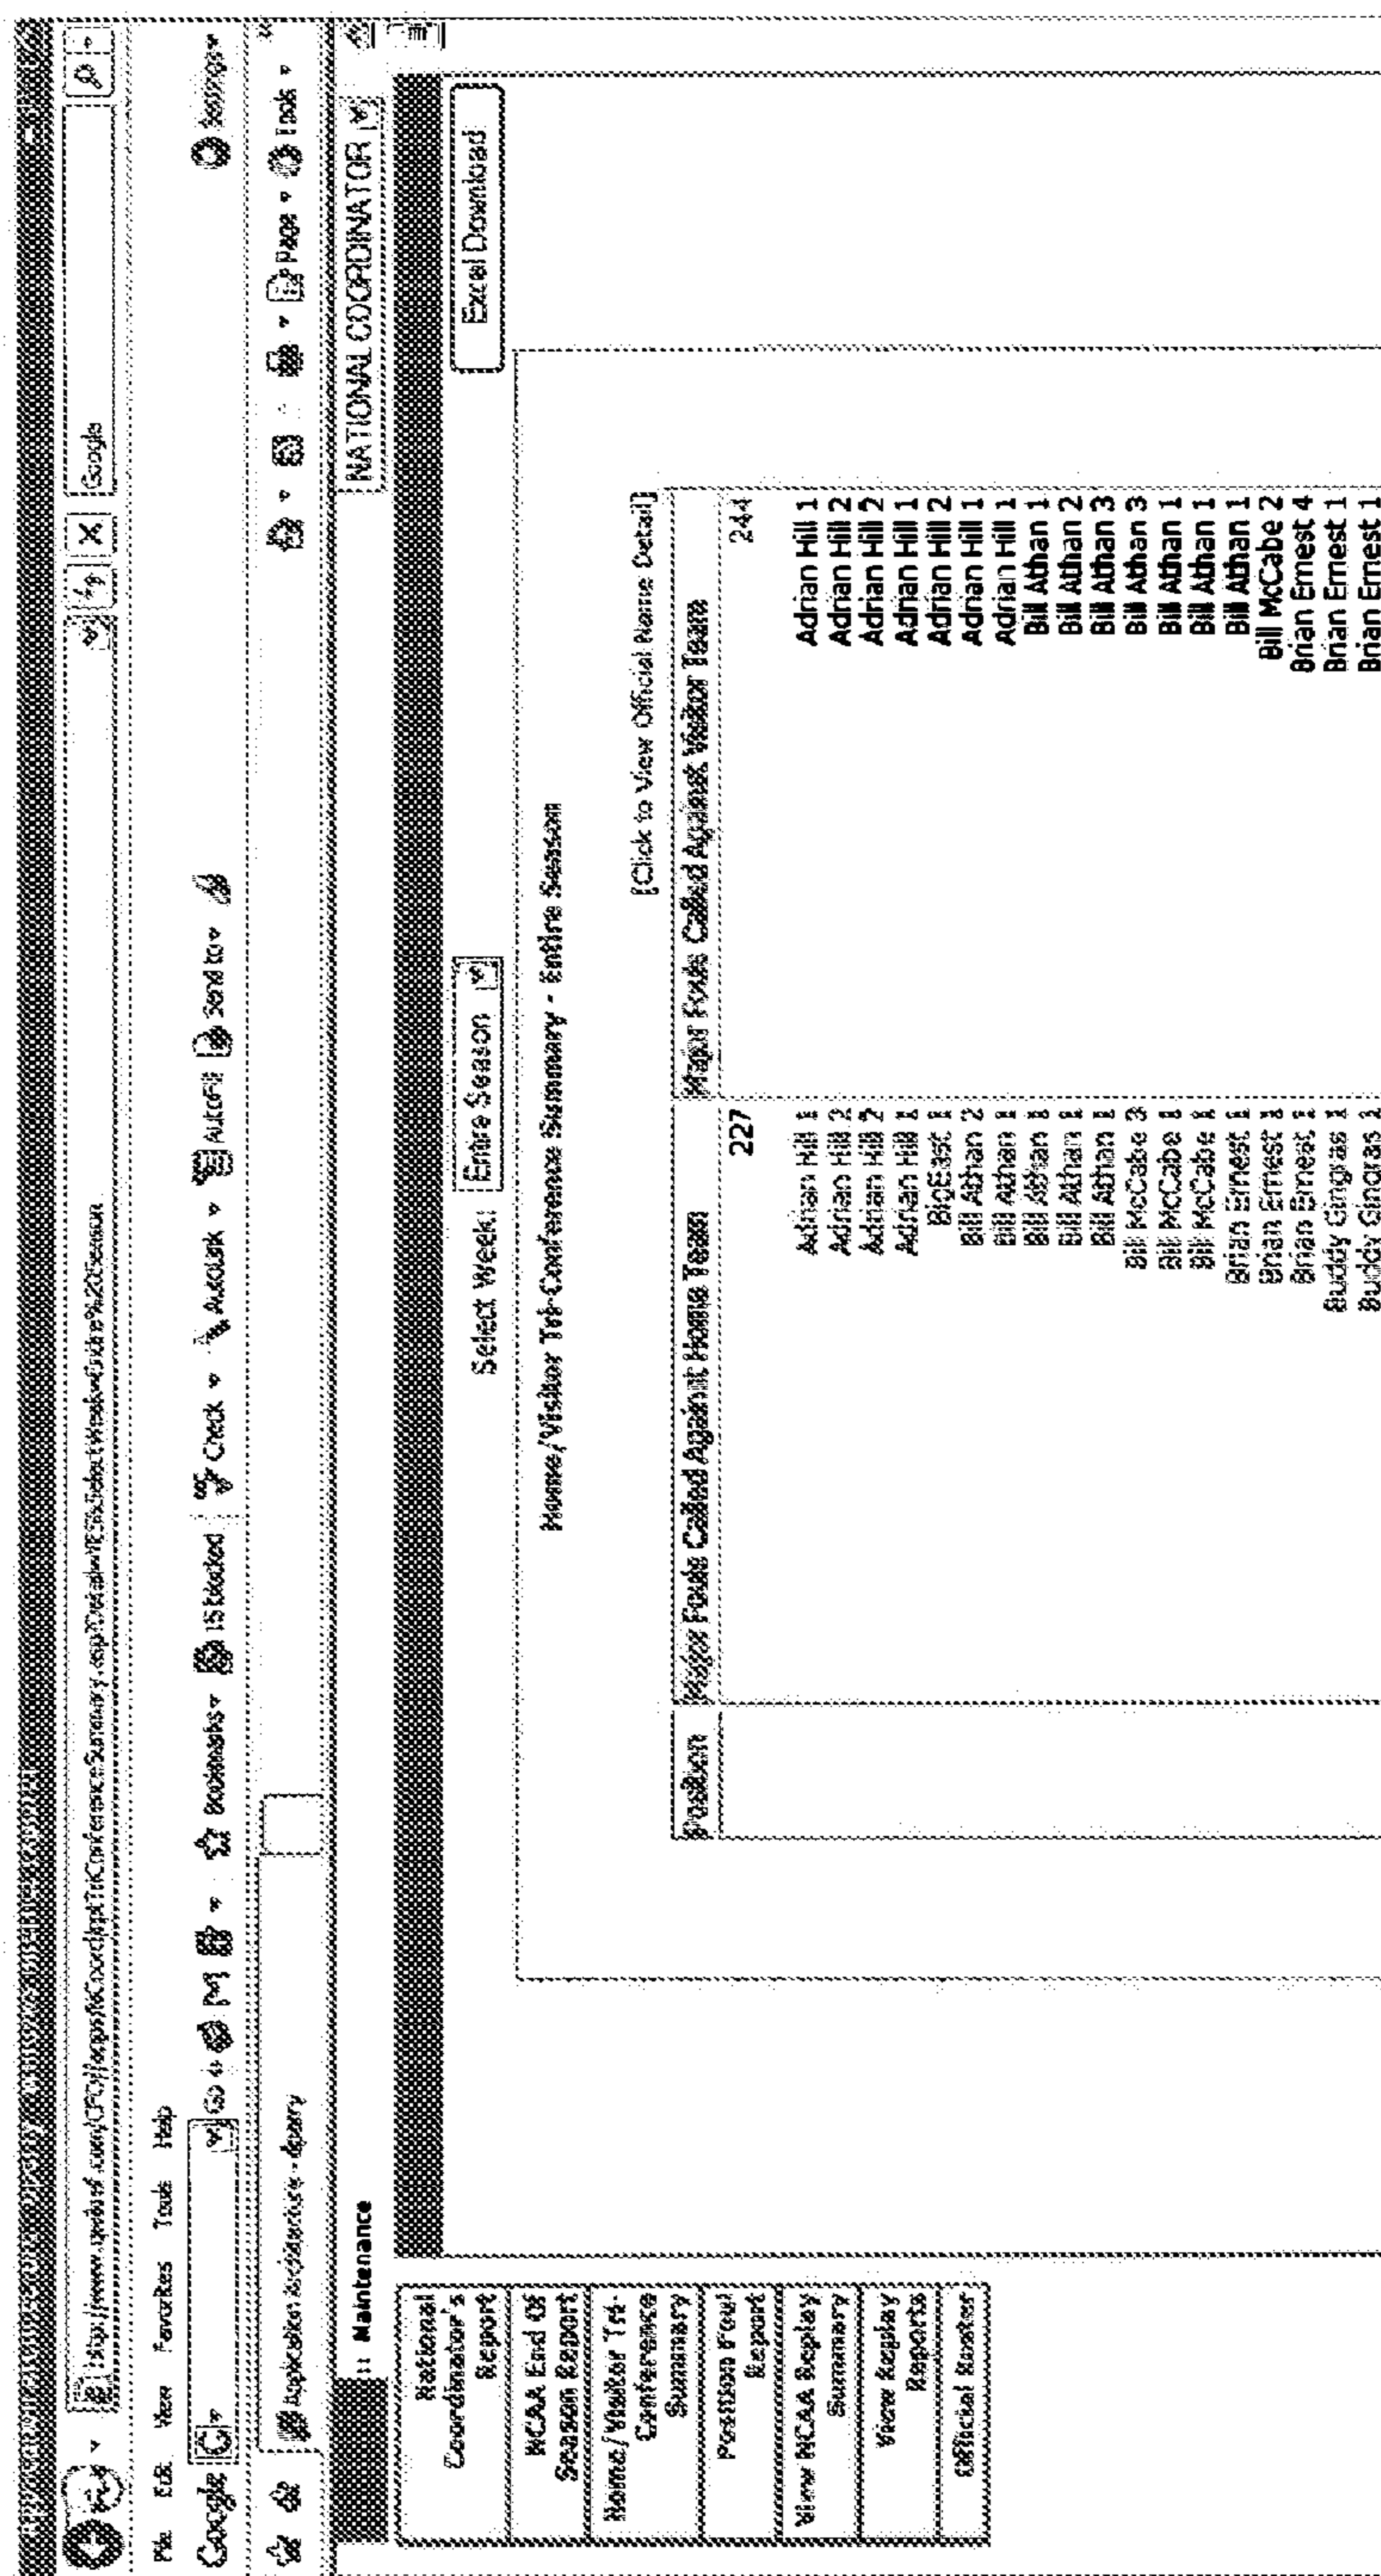 Google
File Edit View Favorites Tools Help
Google Go Bookmarks 15 blocked Check AutoLink AutoFill Send to Settings
Application Architecture - dparry
Page Tools
:: Maintenance
NATIONAL COORDINATOR
National
Coordinator's
Report
NCAA End Of
Season Report
Home/Visitor Tri-
Conference
Summary
Position Foul
Report
View NCAA Replay
Summary
View Replay
Reports
Official Roster
Select Week: Entire Season
Excel Download
Home/Visitor Tri-Conference Summary - Entire Season
[Click to View Official Name Detail]
Position
Major Fouls Called Against Home Team
Major Fouls Called Against Visitor Team
227
244
Adrian Hill 1
Adrian Hill 2
Adrian Hill 2
Adrian Hill 1
BigEast 1
Bill Athan 2
Bill Athan 1
Bill Athan 1
Bill Athan 1
Bill Athan 1
Bill McCabe 3
Bill McCabe 1
Bill McCabe 1
Brian Ernest 1
Brian Ernest 1
Brian Ernest 1
Buddy Gingras 1
Buddy Gingras 1
Adrian Hill 1
Adrian Hill 2
Adrian Hill 2
Adrian Hill 1
Adrian Hill 2
Adrian Hill 1
Adrian Hill 1
Bill Athan 1
Bill Athan 2
Bill Athan 3
Bill Athan 3
Bill Athan 1
Bill Athan 1
Bill Athan 1
Bill McCabe 2
Brian Ernest 4
Brian Ernest 1
Brian Ernest 1